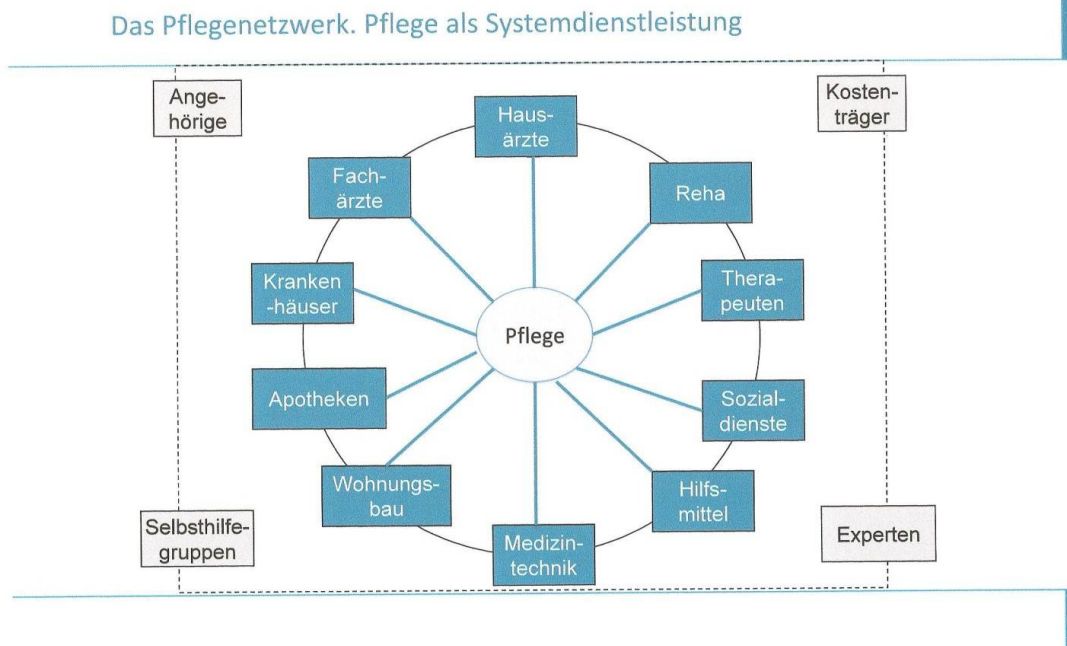 Das Pflegenetzwerk. Pflege als Systemdienstleistung
Ange-
hörige
Kosten-
träger
Haus-
ärzte
Fach-
ärzte
Reha
Kranken
-häuser
Thera-
peuten
Pflege
Apotheken
Sozial-
dienste
Wohnungs-
bau
Hilfs-
mittel
Selbsthilfe-
gruppen
Medizin-
technik
Experten